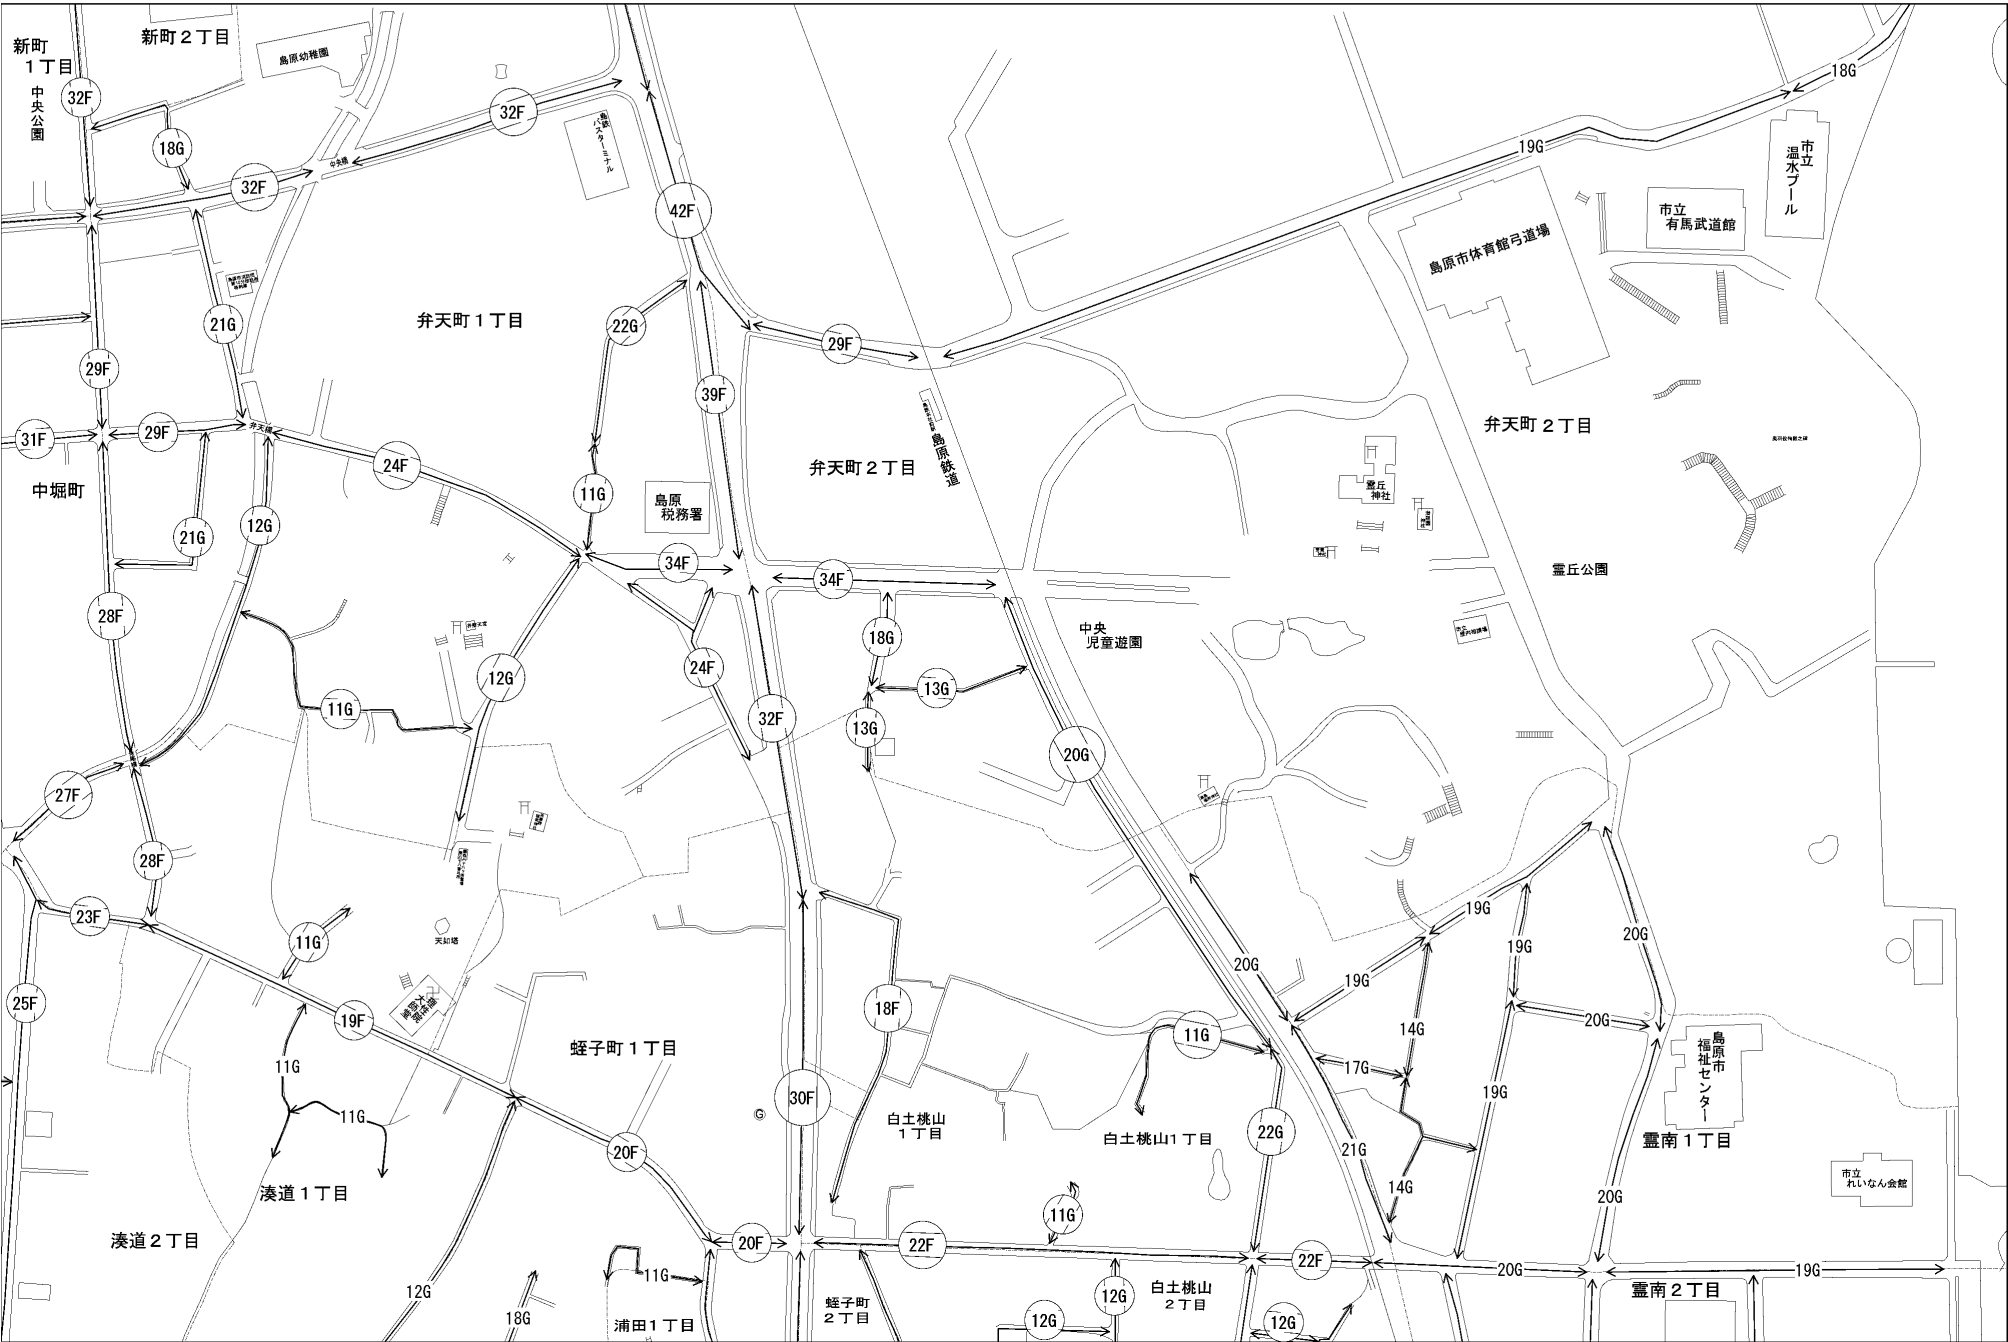 新町
１丁目
新町２丁目
島原幼稚園
中央公園
32F
18G
32F
中央橋
32F
島鉄
バスターミナル
42F
19G
18G
市立
温水プール
市立
有馬武道館
島原市体育館弓道場
弁天町１丁目
21G
22G
29F
29F
39F
31F
29F
弁天橋
24F
弁天町２丁目
島原鉄道
弁天町２丁目
中堀町
11G
島原
税務署
霊丘
神社
21G
12G
34F
34F
霊丘公園
28F
18G
中央
児童遊園
24F
12G
13G
11G
32F
13G
20G
27F
28F
23F
11G
天如塔
19G
19G
20G
20G
19G
25F
19F
18F
11G
14G
20G
島原市
福祉センター
蛭子町１丁目
11G
17G
19G
30F
11G
白土桃山
１丁目
白土桃山１丁目
22G
21G
霊南１丁目
20F
14G
20G
市立
れいなん会館
湊道１丁目
11G
湊道２丁目
20F
22F
22F
20G
19G
11G
12G
18G
浦田１丁目
蛭子町
２丁目
12G
12G
白土桃山
２丁目
12G
霊南２丁目